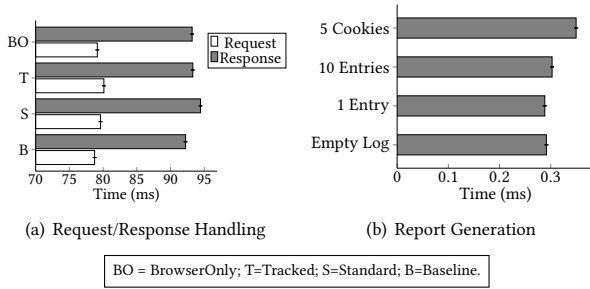 BO
T
S
B
70 75 80 85 90 95
Time (ms)
Request
Response
(a) Request/Response Handling
5 Cookies
10 Entries
1 Entry
Empty Log
0 0.1 0.2 0.3
Time (ms)
(b) Report Generation
BO = BrowserOnly; T=Tracked; S=Standard; B=Baseline.